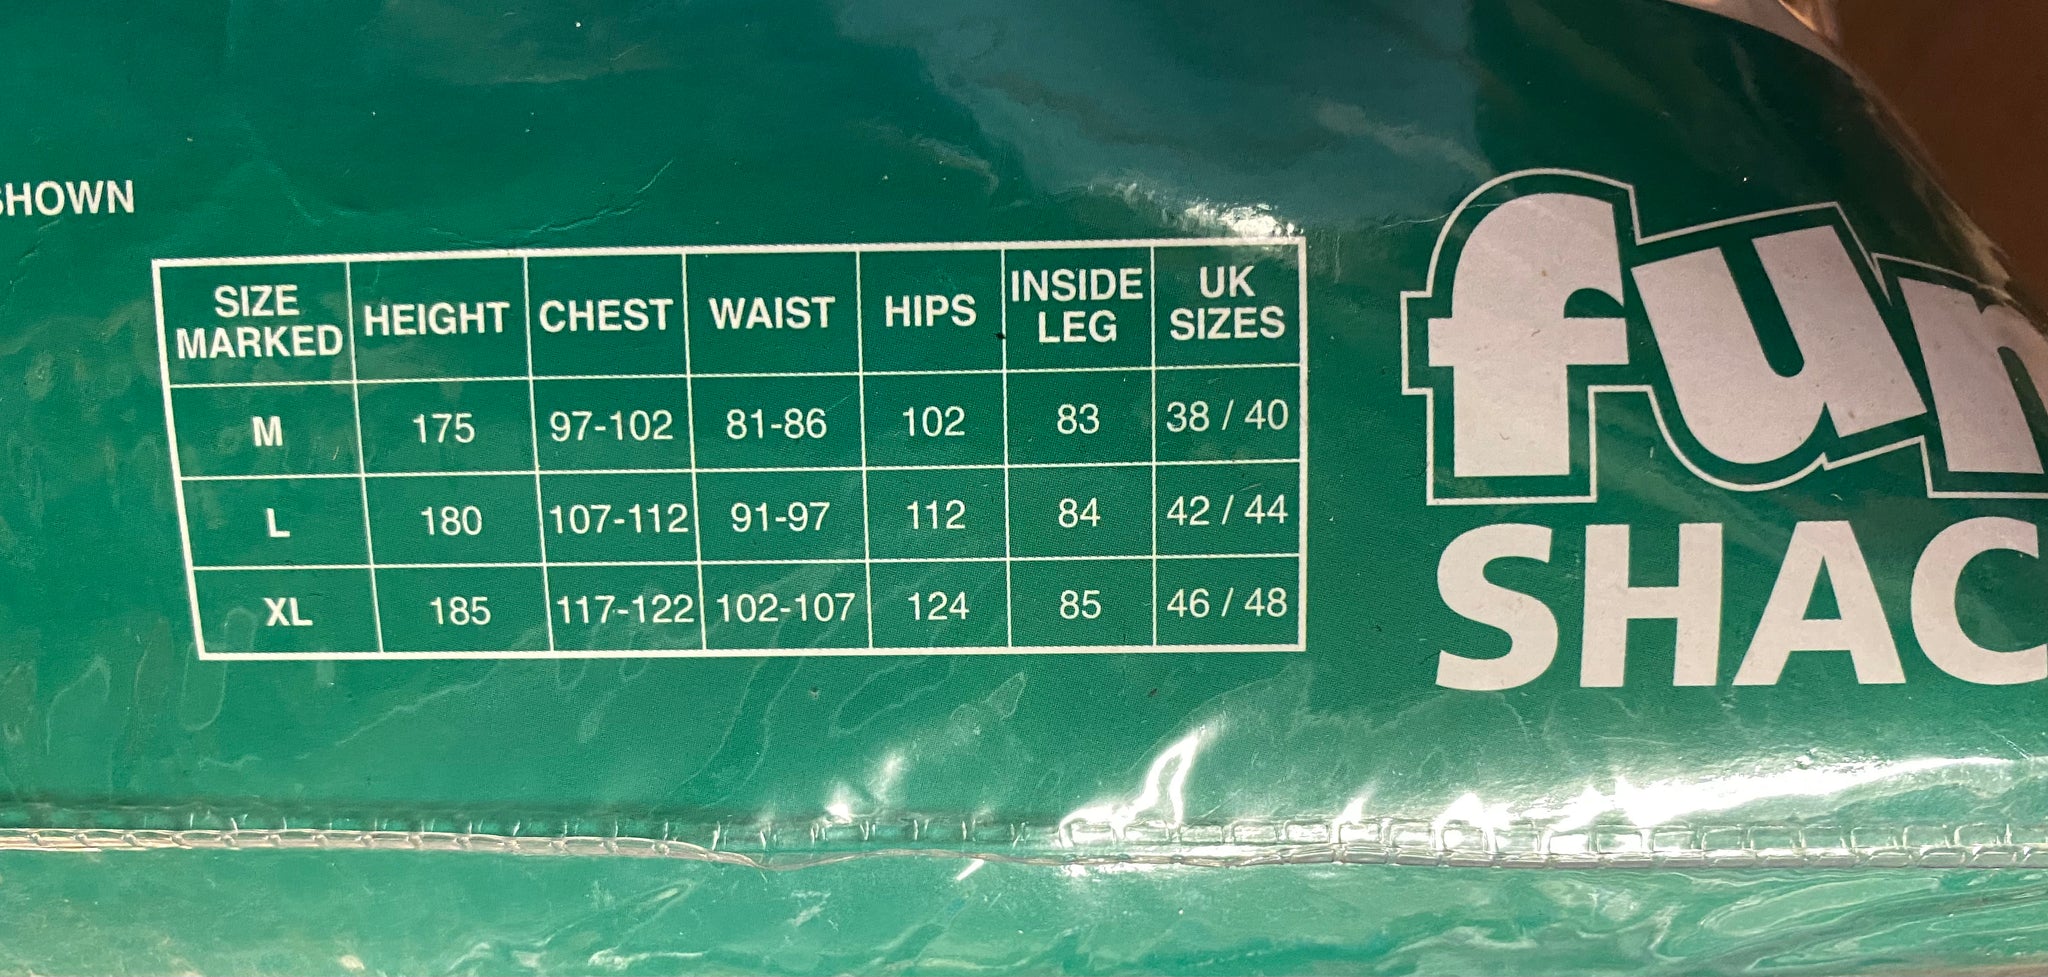 SHOWN
SIZE MARKED HEIGHT CHEST WAIST HIPS INSIDE LEG UK SIZES
M 175 97-102 81-86 102 83 38 / 40
L 180 107-112 91-97 112 84 42 / 44
XL 185 117-122 102-107 124 85 46 / 48
fun
SHAC